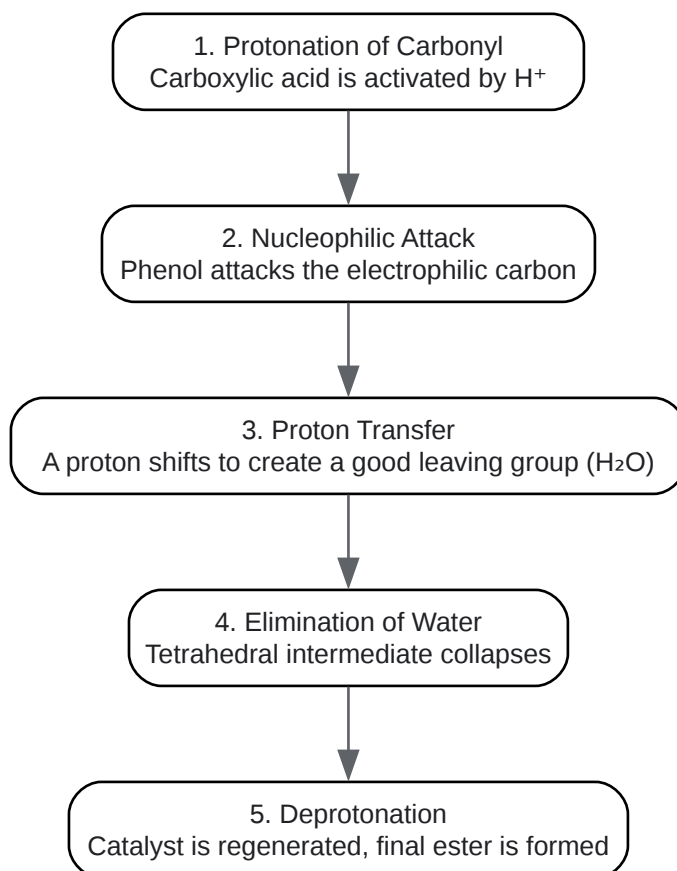 1. Protonation of Carbonyl
Carboxylic acid is activated by H⁺
2. Nucleophilic Attack
Phenol attacks the electrophilic carbon
3. Proton Transfer
A proton shifts to create a good leaving group (H₂O)
4. Elimination of Water
Tetrahedral intermediate collapses
5. Deprotonation
Catalyst is regenerated, final ester is formed